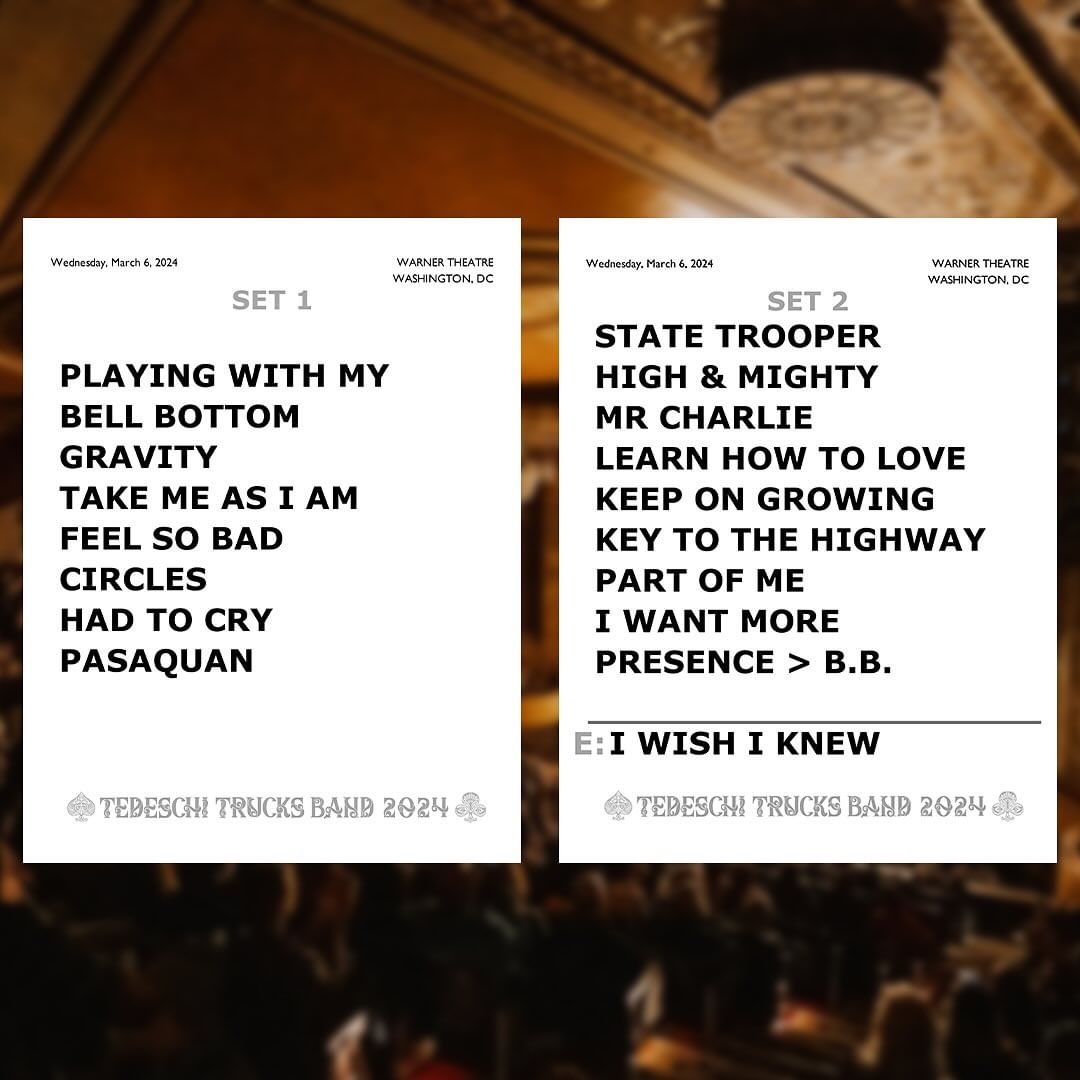 Wednesday, March 6, 2024
WARNER THEATRE
WASHINGTON, DC
SET 1
PLAYING WITH MY
BELL BOTTOM
GRAVITY
TAKE ME AS I AM
FEEL SO BAD
CIRCLES
HAD TO CRY
PASAQUAN
TEDESCHI TRUCKS BAND 2024
Wednesday, March 6, 2024
WARNER THEATRE
WASHINGTON, DC
SET 2
STATE TROOPER
HIGH & MIGHTY
MR CHARLIE
LEARN HOW TO LOVE
KEEP ON GROWING
KEY TO THE HIGHWAY
PART OF ME
I WANT MORE
PRESENCE > B.B.
E: I WISH I KNEW
TEDESCHI TRUCKS BAND 2024